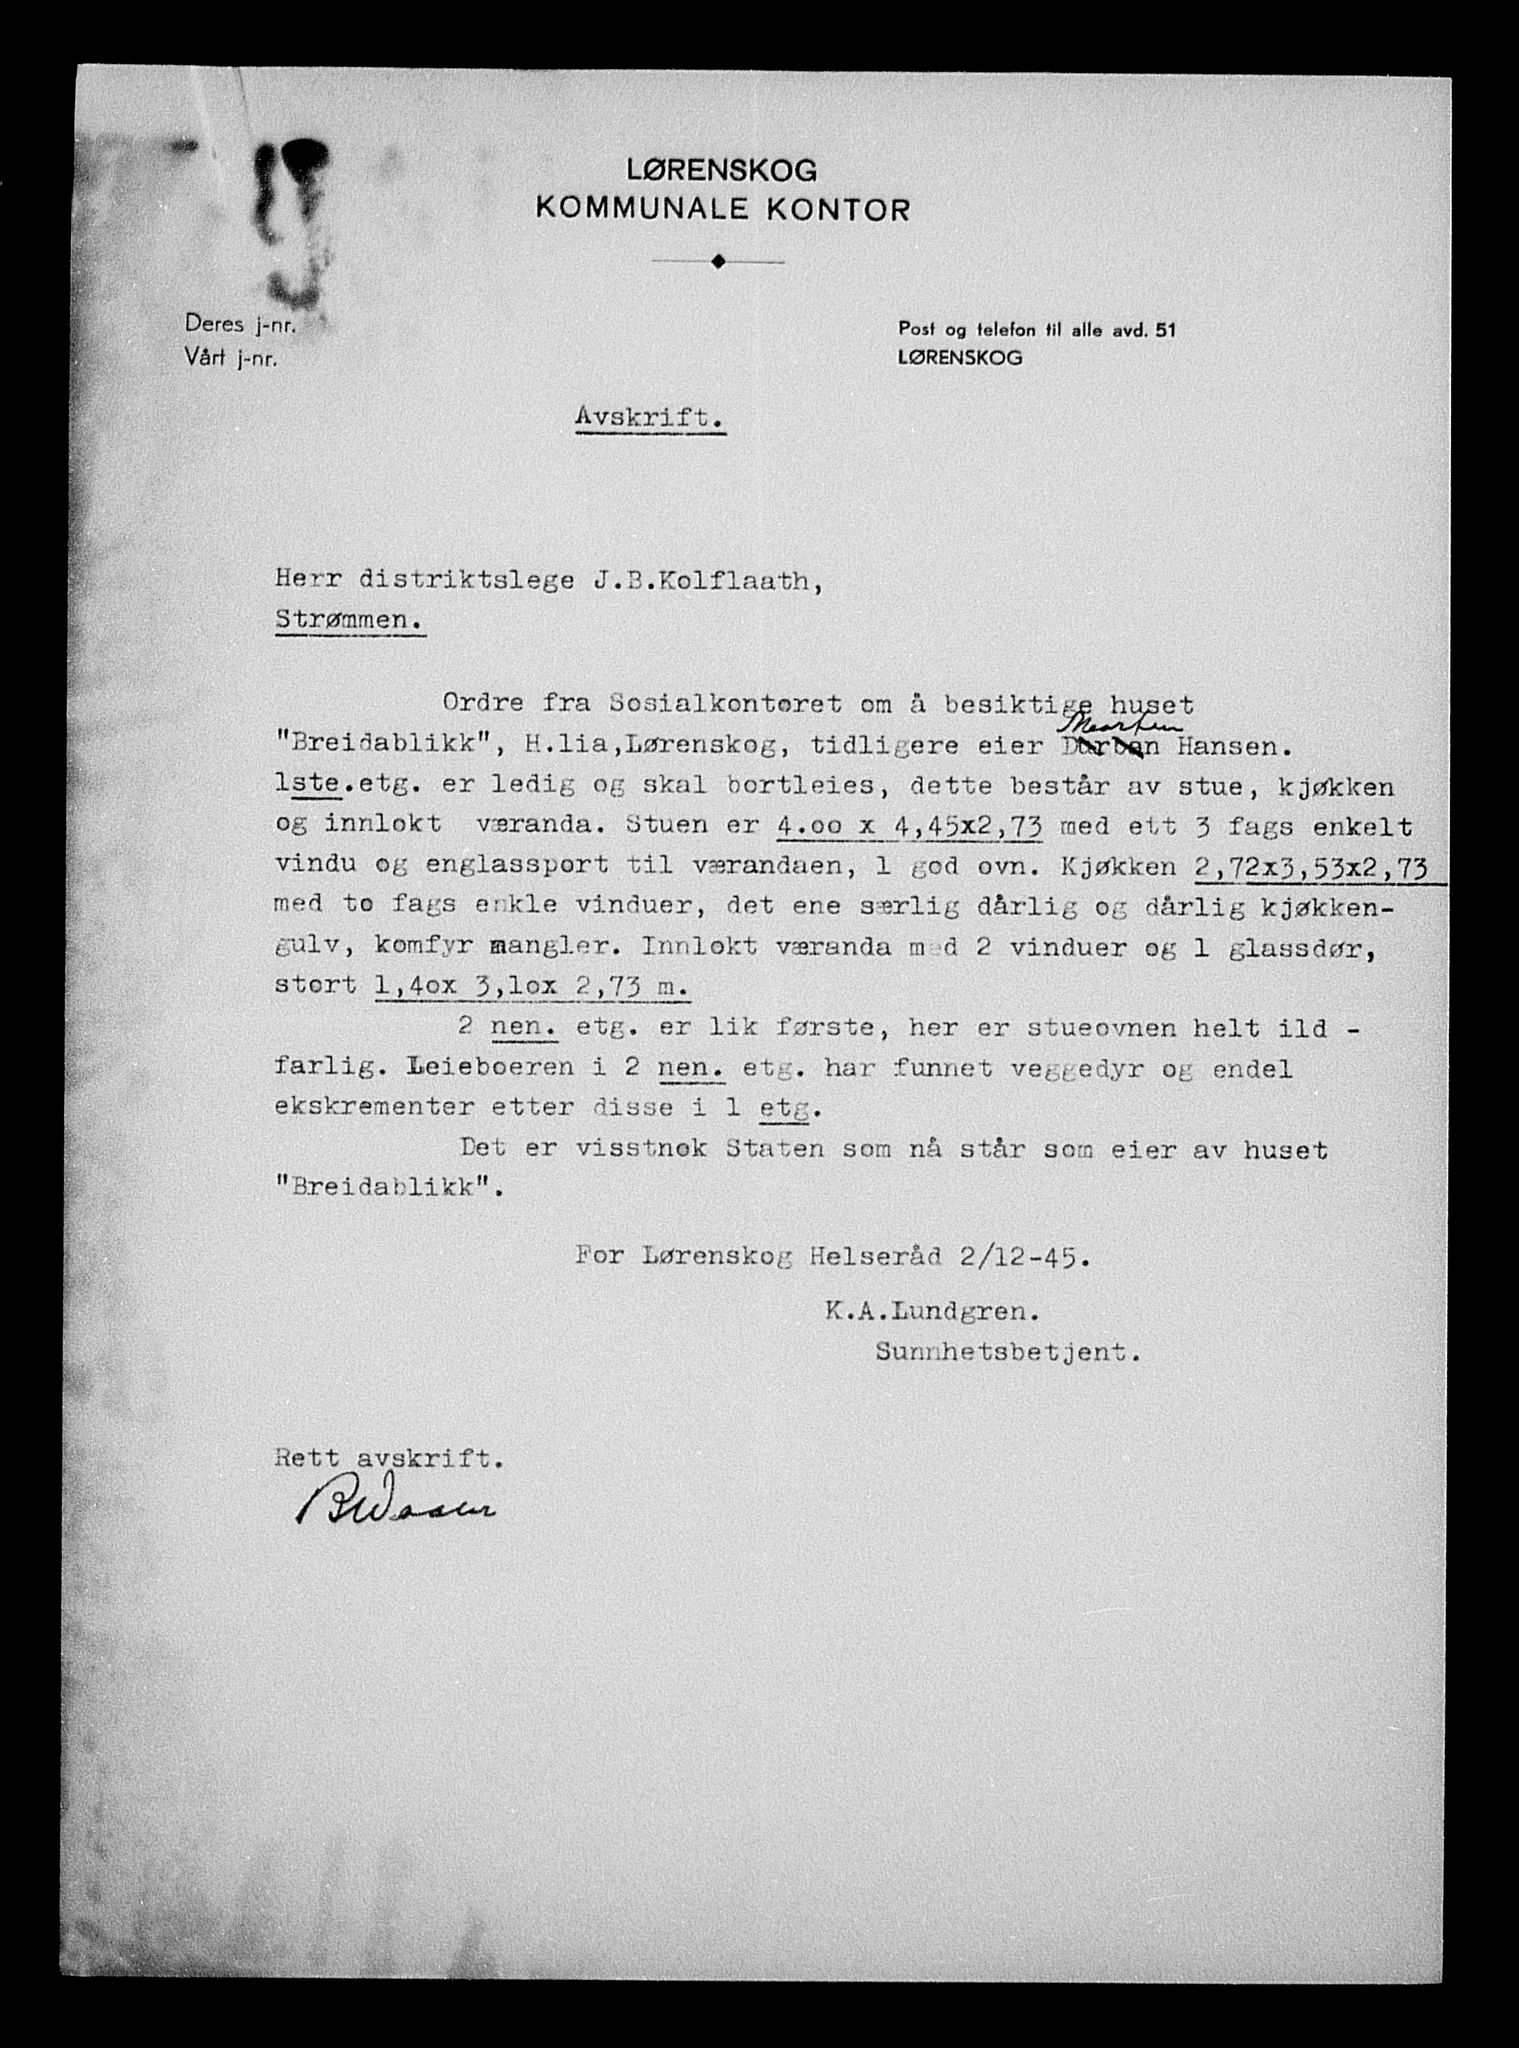 LØRENSKOG
KOMMUNALE KONTOR
Deres j-nr.
Vårt j-nr.
Post og telefon til alle avd. 51
LØRENSKOG
Avskrift.
Herr distriktslege J.B.Kolflaath,
Strømmen.
Ordre fra Sosialkontoret om å besiktige huset
"Breidablikk", H.lia,Lørenskog, tidligere eier Hansen.
1ste.etg. er ledig og skal bortleies, dette består av stue, kjøkken
og innlokt væranda. Stuen er 4.oo x 4,45x2,73 med ett 3 fags enkelt
vindu og englassport til værandaen, 1 god ovn. Kjøkken 2,72x3,53x2,73
med to fags enkle vinduer, det ene særlig dårlig og dårlig kjøkken-
gulv, komfyr mangler. Innlokt væranda med 2 vinduer og 1 glassdør,
stort 1,4ox 3,1ox 2,73 m.
2 nen. etg. er lik første, her er stueovnen helt ild -
farlig. Leieboeren i 2 nen. etg. har funnet veggedyr og endel
ekskrementer etter disse i 1 etg.
Det er visstnok Staten som nå står som eier av huset
"Breidablikk".
For Lørenskog Helseråd 2/12-45.
K.A.Lundgren.
Sunnhetsbetjent.
Rett avskrift.